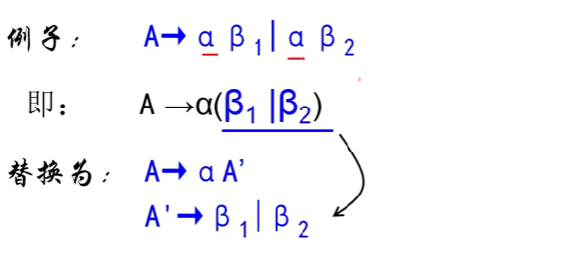 例子： A→ α β₁| α β₂
即： A →α(β₁ |β₂)
替换为： A→ α A'
A'→ β₁| β₂